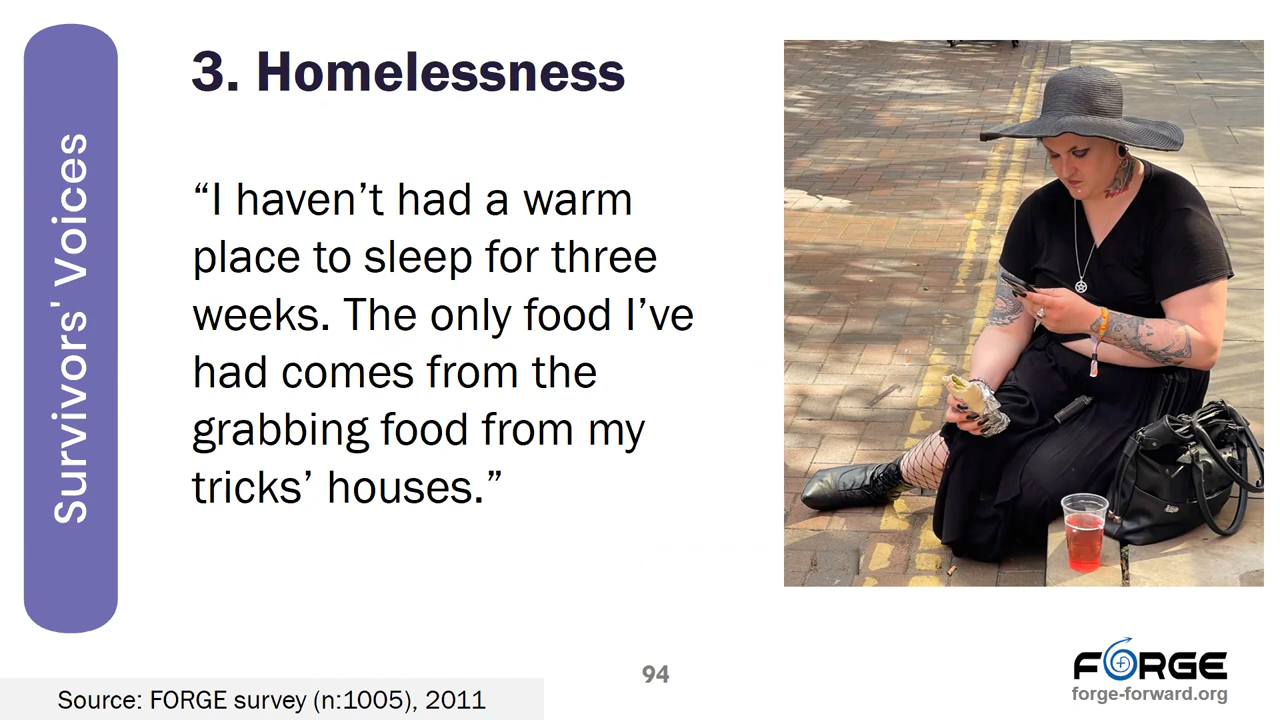 Survivors' Voices
3. Homelessness
“I haven’t had a warm
place to sleep for three
weeks. The only food I’ve
had comes from the
grabbing food from my
tricks’ houses.”
94
FORGE
forge-forward.org
Source: FORGE survey (n:1005), 2011